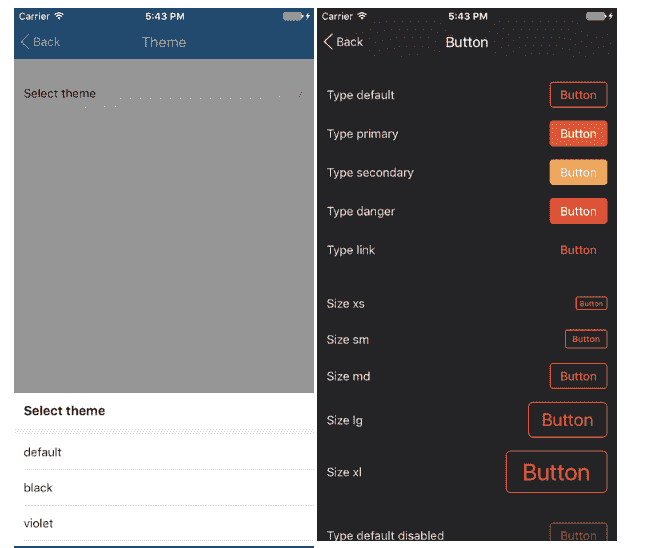 Carrier 5:43 PM
Back Theme
Select theme
Select theme
default
black
violet
Carrier 5:43 PM
Back Button
Type default Button
Type primary Button
Type secondary Button
Type danger Button
Type link Button
Size xs Button
Size sm Button
Size md Button
Size lg Button
Size xl Button
Type default disabled Button